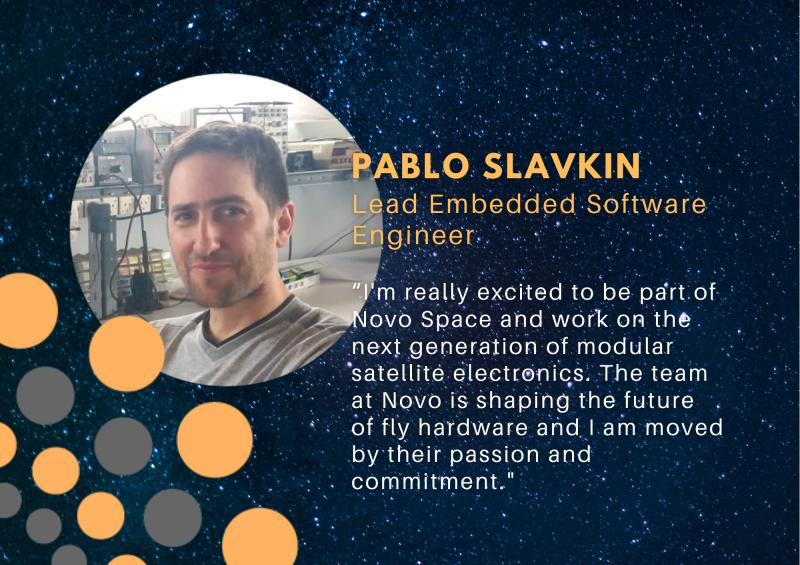 PABLO SLAVKIN
Lead Embedded Software
Engineer
“I'm really excited to be part of
Novo Space and work on the
next generation of modular
satellite electronics. The team
at Novo is shaping the future
of fly hardware and I am moved
by their passion and
commitment."